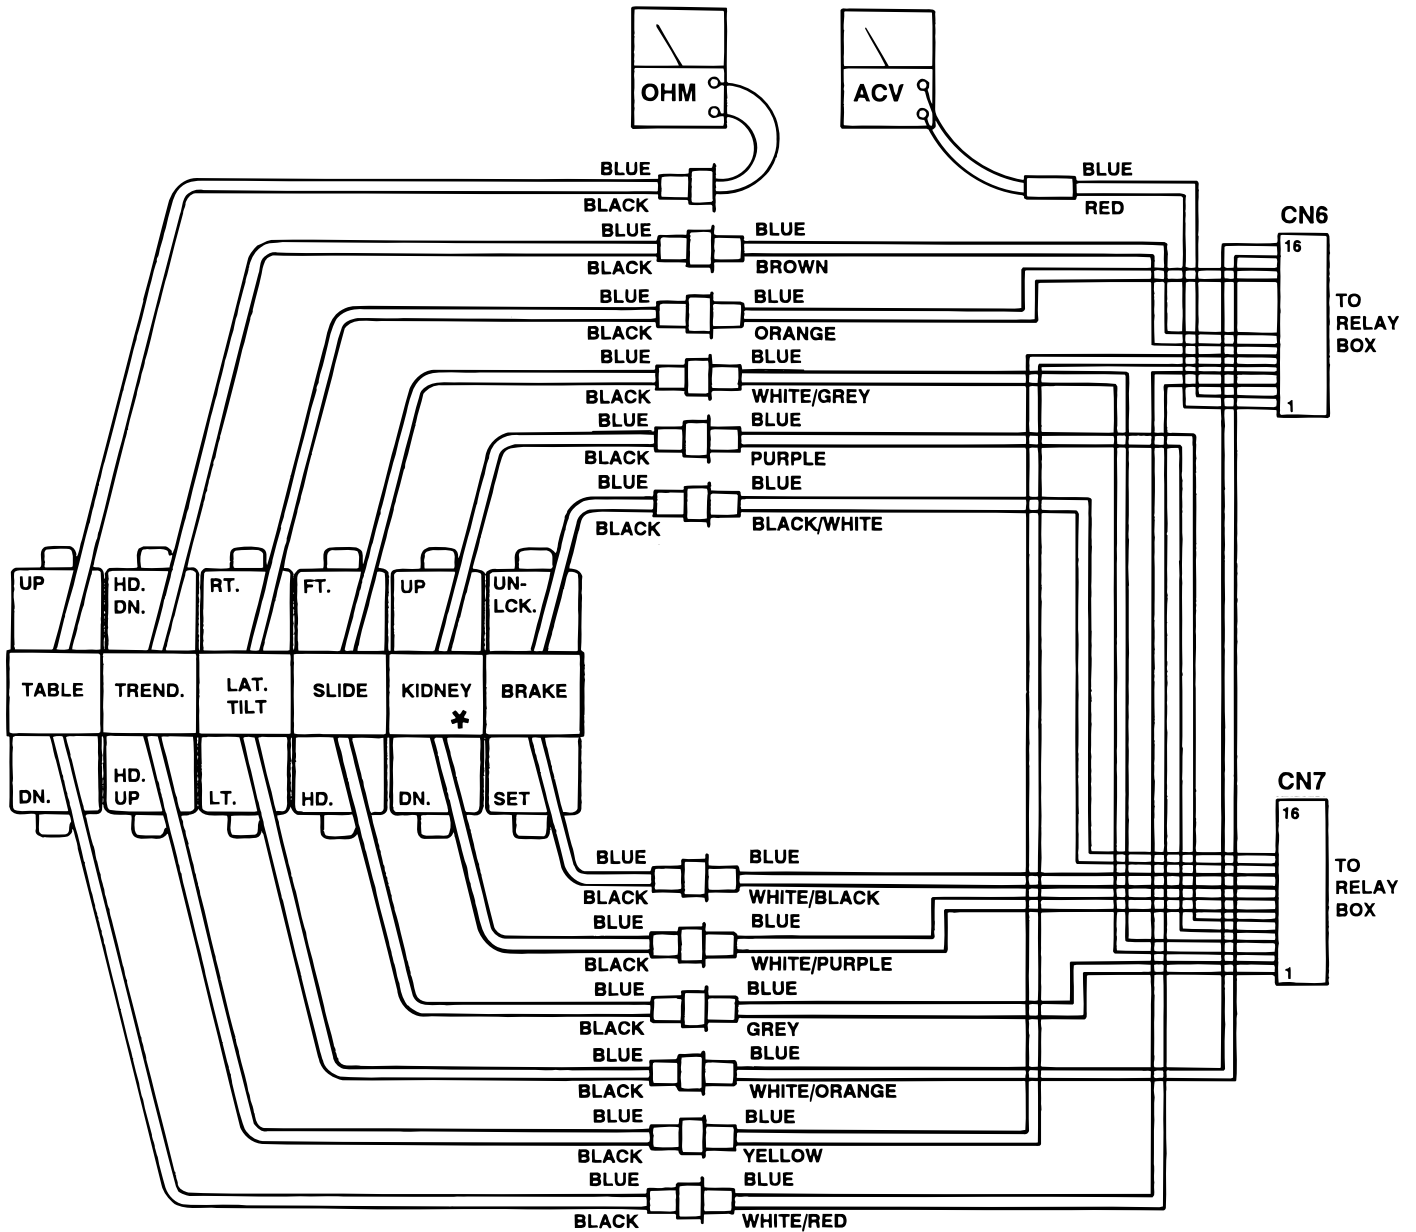 OHM
ACV
BLUE
BLUE
BLACK
RED
CN6
BLUE
BLUE
16
BLACK
BROWN
BLUE
BLUE
TO
RELAY
BOX
BLACK
ORANGE
BLUE
BLUE
BLACK
WHITE/GREY
1
BLUE
BLUE
BLACK
PURPLE
BLUE
BLUE
BLACK
BLACK/WHITE
UP
HD.
DN.
RT.
FT.
UP
UN-
LCK.
TABLE
TREND.
LAT.
TILT
SLIDE
KIDNEY
*
BRAKE
DN.
HD.
UP
LT.
HD.
DN.
SET
CN7
16
TO
RELAY
BOX
1
BLUE
BLUE
BLACK
WHITE/BLACK
BLUE
BLUE
BLACK
WHITE/PURPLE
BLUE
BLUE
BLACK
GREY
BLUE
BLUE
BLACK
WHITE/ORANGE
BLUE
BLUE
BLACK
YELLOW
BLUE
BLUE
BLACK
WHITE/RED